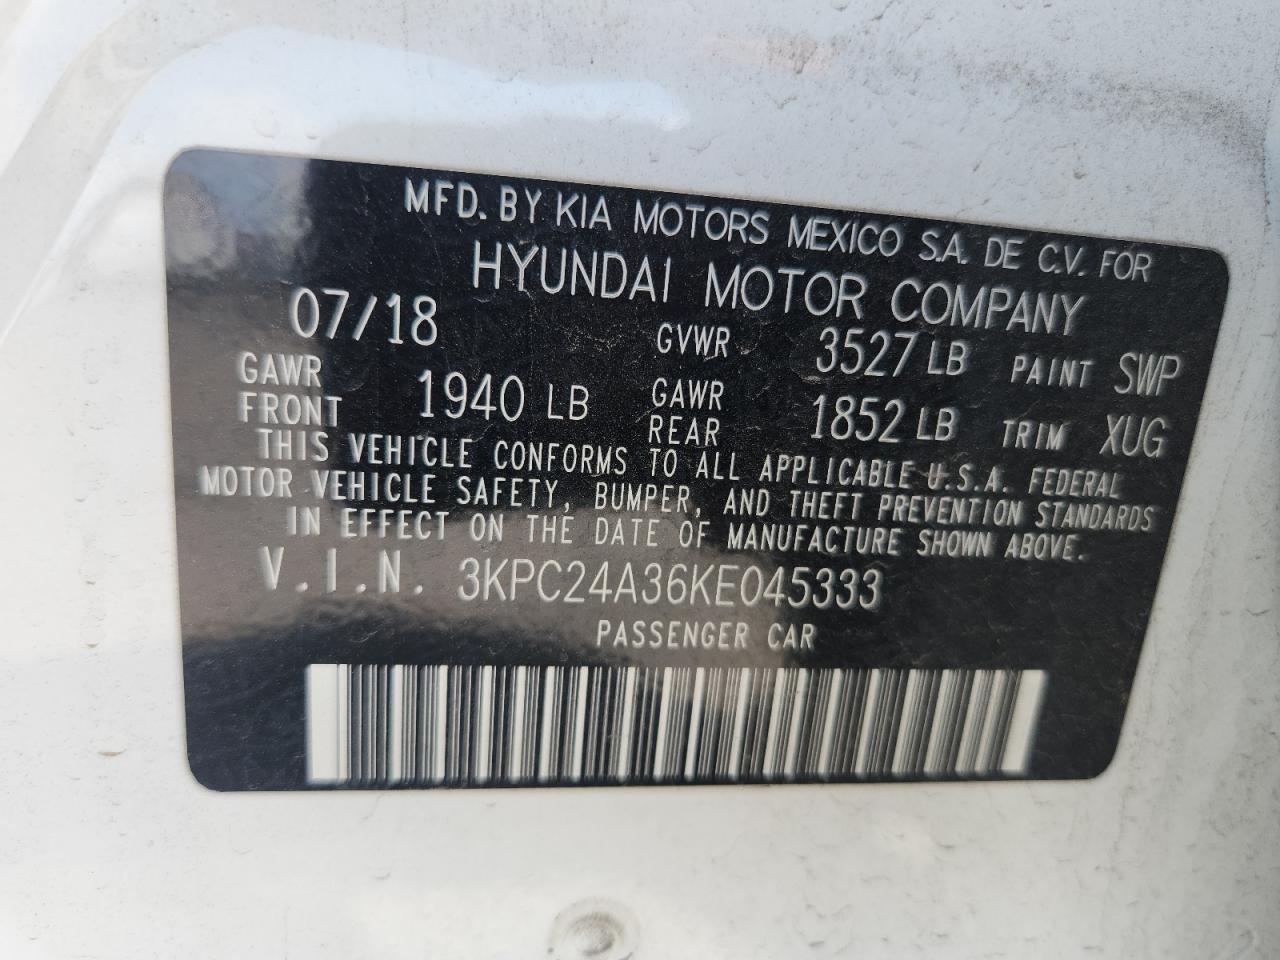 MFD. BY KIA MOTORS MEXICO S.A. DE C.V. FOR
HYUNDAI MOTOR COMPANY
07/18 GVWR 3527 LB PAINT SWP
GAWR FRONT 1940 LB GAWR REAR 1852 LB TRIM XUG
THIS VEHICLE CONFORMS TO ALL APPLICABLE U.S.A. FEDERAL
MOTOR VEHICLE SAFETY, BUMPER, AND THEFT PREVENTION STANDARDS
IN EFFECT ON THE DATE OF MANUFACTURE SHOWN ABOVE.
V.I.N. 3KPC24A36KE045333
PASSENGER CAR